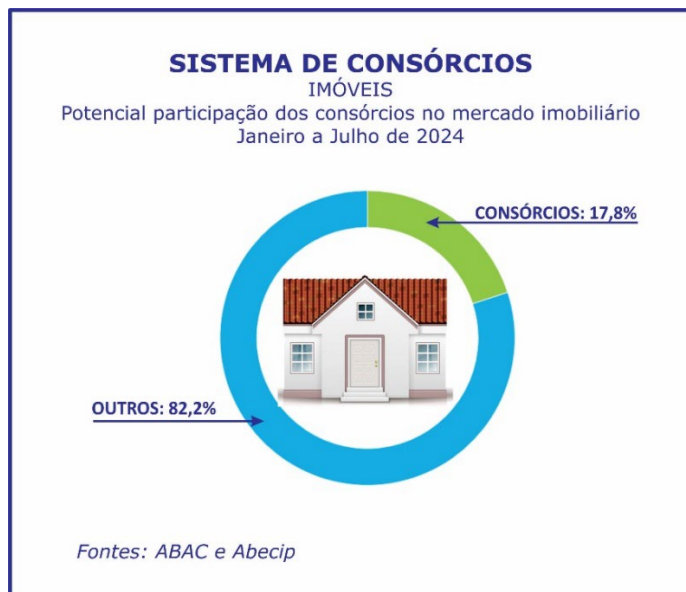 SISTEMA DE CONSÓRCIOS
IMÓVEIS
Potencial participação dos consórcios no mercado imobiliário
Janeiro a Julho de 2024
CONSÓRCIOS: 17,8%
OUTROS: 82,2%
Fontes: ABAC e Abecip